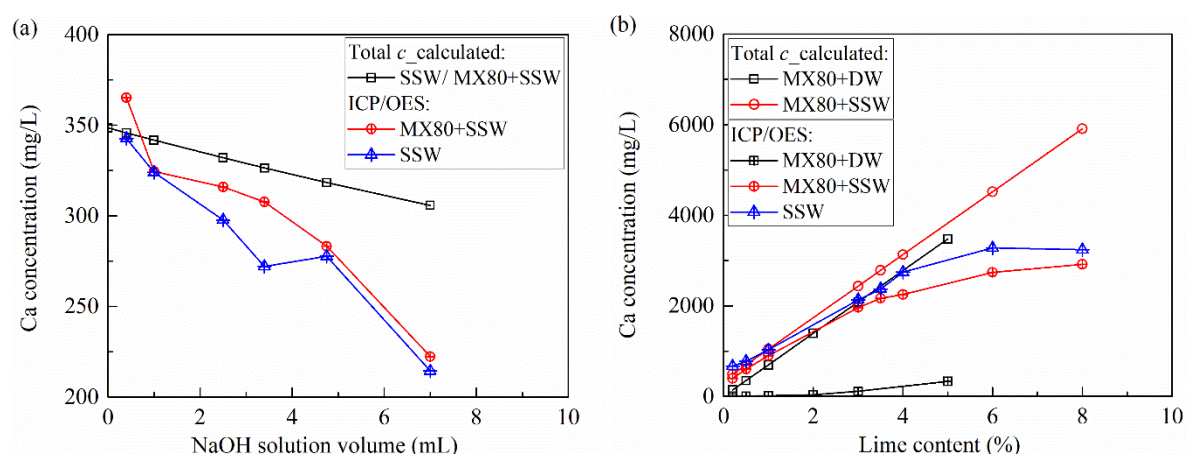 (a)
400
350
300
250
200
Ca concentration (mg/L)
Total c_calculated:
SSW/ MX80+SSW
ICP/OES:
MX80+SSW
SSW
0 2 4 6 8 10
NaOH solution volume (mL)
(b)
8000
6000
4000
2000
0
Ca concentration (mg/L)
Total c_calculated:
MX80+DW
MX80+SSW
ICP/OES:
MX80+DW
MX80+SSW
SSW
0 2 4 6 8 10
Lime content (%)